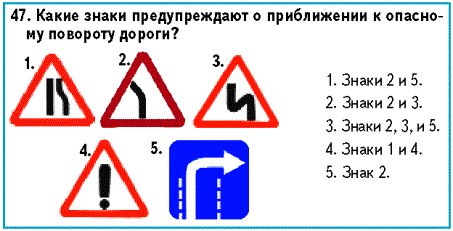 47. Какие знаки предупреждают о приближении к опасно-
му повороту дороги?
1.
2.
3.
1. Знаки 2 и 5.
2. Знаки 2 и 3.
3. Знаки 2, 3, и 5.
4. Знаки 1 и 4.
5. Знак 2.
4.
5.